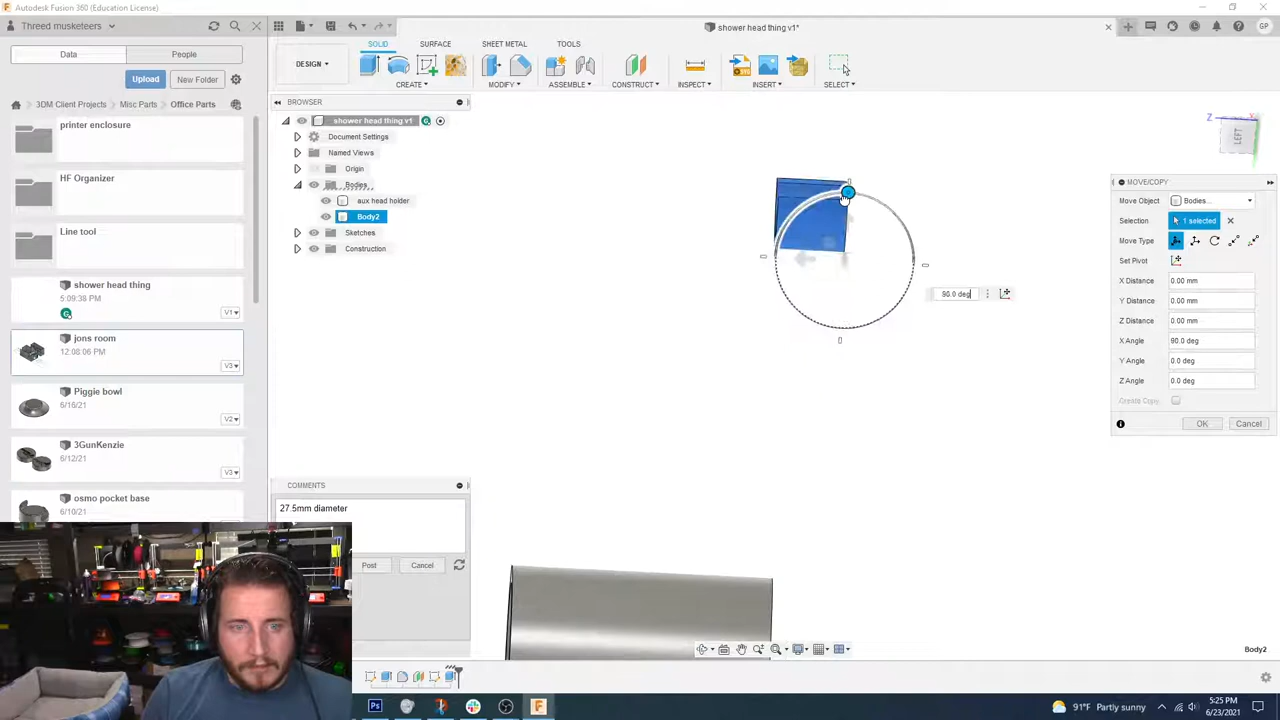 Autodesk Fusion 360 (Education License)
Threed musketeers
shower head thing v1*
GP
Data
People
SOLID
SURFACE
SHEET METAL
TOOLS
DESIGN
Upload
New Folder
CREATE
MODIFY
ASSEMBLE
CONSTRUCT
INSPECT
INSERT
SELECT
3DM Client Projects
Misc Parts
Office Parts
BROWSER
shower head thing v1
Document Settings
Named Views
Origin
Bodies
aux head holder
Body2
Sketches
Construction
printer enclosure
HF Organizer
Line tool
shower head thing
5:09:38 PM
V1
jons room
12:08:06 PM
V3
Piggie bowl
6/16/21
V2
3GunKenzie
6/12/21
V3
osmo pocket base
6/10/21
Z
LEFT
MOVE/COPY
Move Object
Bodies...
Selection
1 selected
Move Type
Set Pivot
X Distance
0.00 mm
Y Distance
0.00 mm
Z Distance
0.00 mm
X Angle
90.0 deg
Y Angle
0.0 deg
Z Angle
0.0 deg
Create Copy
OK
Cancel
90.0 deg
COMMENTS
27.5mm diameter
Post
Cancel
Body2
91°F Partly sunny
5:25 PM
6/23/2021